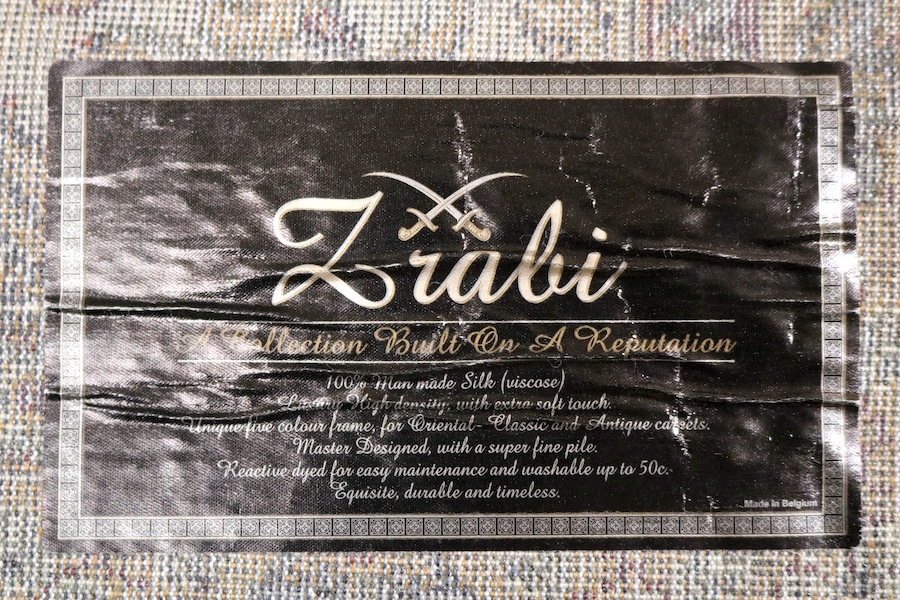 Zrabi
A Collection Built On A Reputation
100% Man made Silk (viscose)
Luxury High density, with extra soft touch.
Unique five colour frame, for Oriental - Classic and Antique carpets.
Master Designed, with a super fine pile.
Reactive dyed for easy maintenance and washable up to 50c.
Equisite, durable and timeless.
Made in Belgium